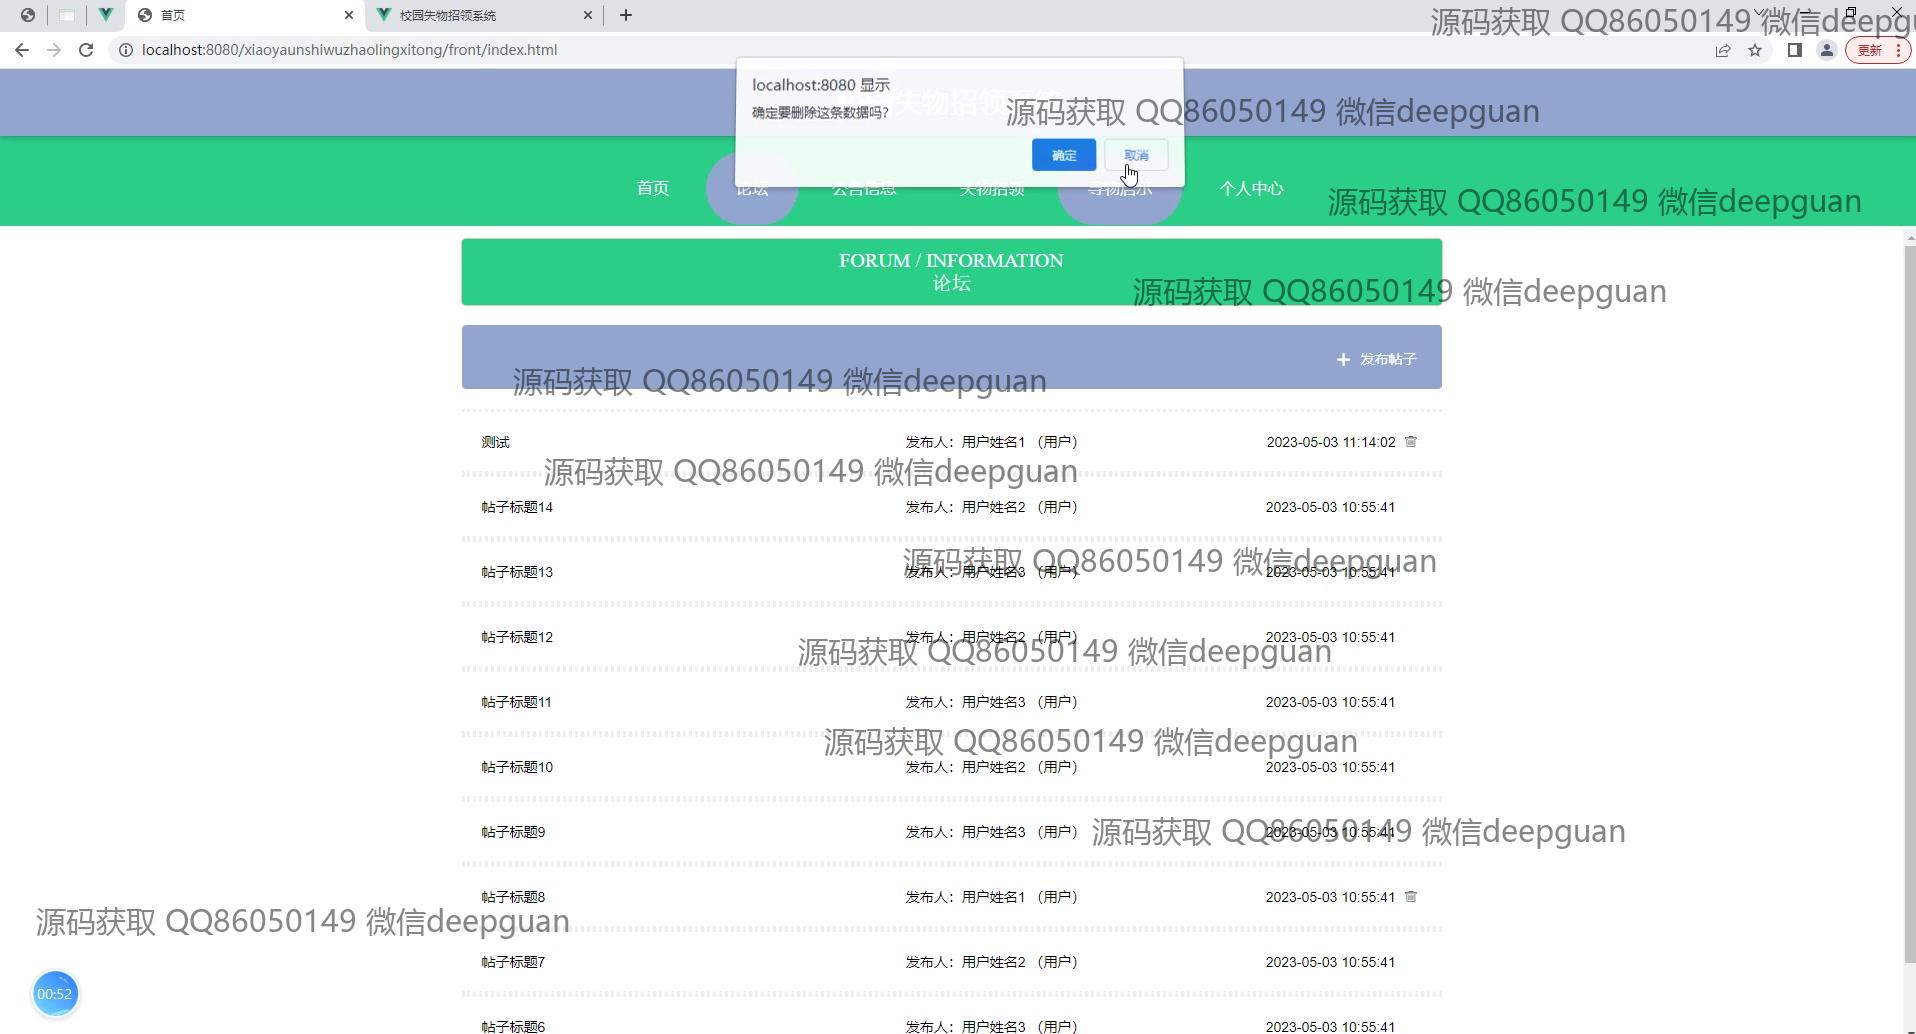 首页
校园失物招领系统
localhost:8080/xiaoyaunshiwuzhaolingxitong/front/index.html
更新
源码获取 QQ86050149 微信deepgu
localhost:8080 显示
确定要删除这条数据吗?
失物招领系统
源码获取 QQ86050149 微信deepguan
确定
取消
首页
论坛
公告信息
失物招领
寻物启示
个人中心
源码获取 QQ86050149 微信deepguan
FORUM / INFORMATION
论坛
源码获取 QQ86050149 微信deepguan
发布帖子
源码获取 QQ86050149 微信deepguan
测试 发布人：用户姓名1 （用户） 2023-05-03 11:14:02
源码获取 QQ86050149 微信deepguan
帖子标题14 发布人：用户姓名2 （用户） 2023-05-03 10:55:41
源码获取 QQ86050149 微信deepguan
帖子标题13 发布人：用户姓名3 （用户） 2023-05-03 10:55:41
帖子标题12 发布人：用户姓名2 （用户） 2023-05-03 10:55:41
源码获取 QQ86050149 微信deepguan
帖子标题11 发布人：用户姓名3 （用户） 2023-05-03 10:55:41
源码获取 QQ86050149 微信deepguan
帖子标题10 发布人：用户姓名2 （用户） 2023-05-03 10:55:41
帖子标题9 发布人：用户姓名3 （用户） 2023-05-03 10:55:41
源码获取 QQ86050149 微信deepguan
帖子标题8 发布人：用户姓名1 （用户） 2023-05-03 10:55:41
源码获取 QQ86050149 微信deepguan
帖子标题7 发布人：用户姓名2 （用户） 2023-05-03 10:55:41
00:52
帖子标题6 发布人：用户姓名3 （用户） 2023-05-03 10:55:41